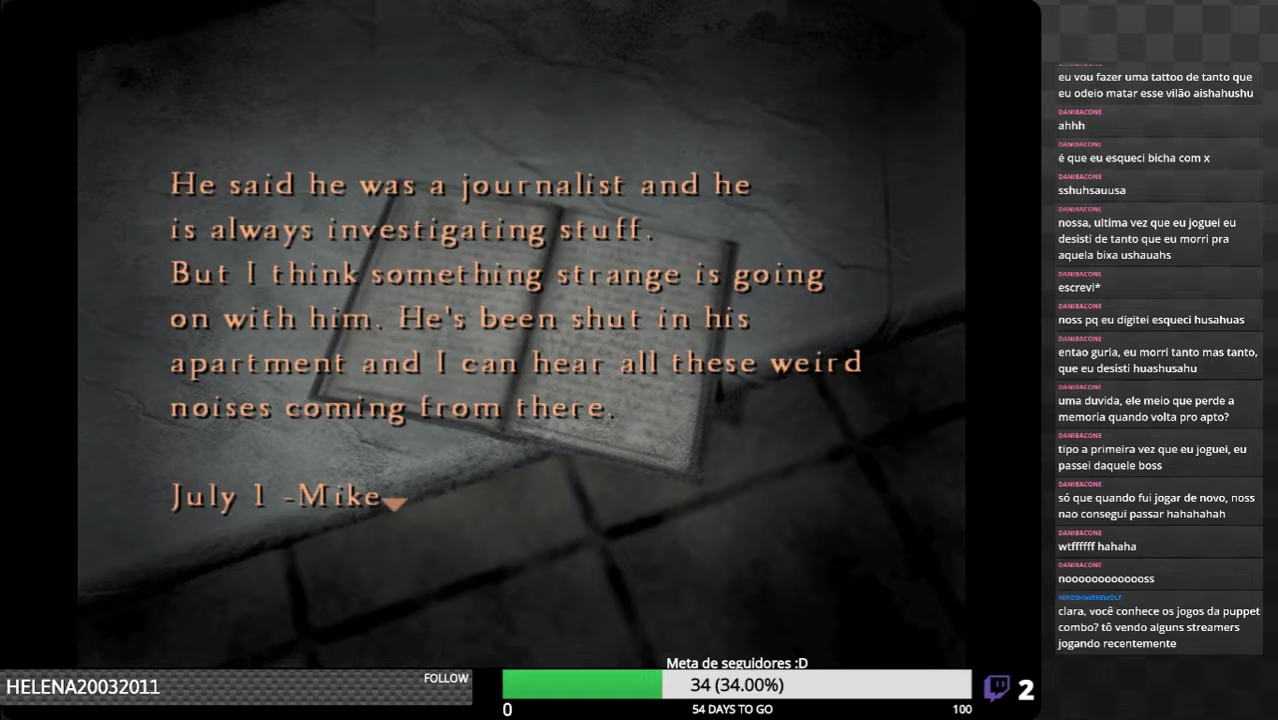 He said he was a journalist and he
is always investigating stuff.
But I think something strange is going
on with him. He's been shut in his
apartment and I can hear all these weird
noises coming from there.
July 1 -Mike
eu vou fazer uma tattoo de tanto que
eu odeio matar esse vilão aishahushu
DANIBACONE
ahhh
DANIBACONE
é que eu esqueci bicha com x
DANIBACONE
sshuhsauusa
DANIBACONE
nossa, ultima vez que eu joguei eu
desisti de tanto que eu morri pra
aquela bixa ushauahs
DANIBACONE
escrevi*
DANIBACONE
noss pq eu digitei esqueci husahuas
DANIBACONE
entao guria, eu morri tanto mas tanto,
que eu desisti huashusahu
DANIBACONE
uma duvida, ele meio que perde a
memoria quando volta pro apto?
DANIBACONE
tipo a primeira vez que eu joguei, eu
passei daquele boss
DANIBACONE
só que quando fui jogar de novo, noss
nao consegui passar hahahahah
DANIBACONE
wtffffff hahaha
DANIBACONE
noooooooooooss
HIROSHIWEREWOLF
clara, você conhece os jogos da puppet
combo? tô vendo alguns streamers
jogando recentemente
HELENA20032011
FOLLOW
Meta de seguidores :D
34 (34.00%)
0
54 DAYS TO GO
100
2